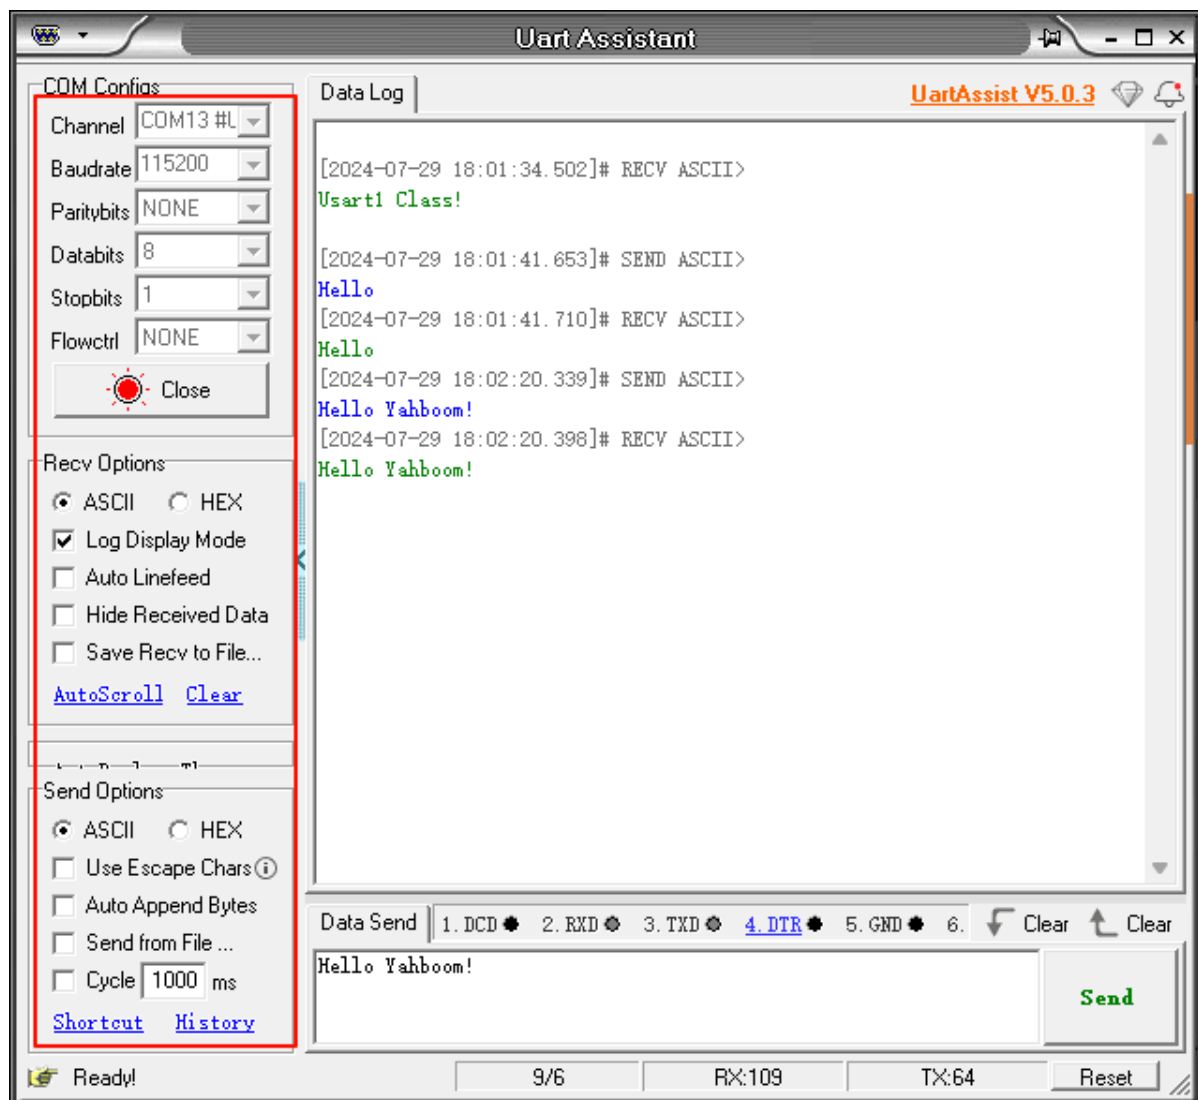 Uart Assistant
COM Configs
Channel COM13 #U
Baudrate 115200
Paritybits NONE
Databits 8
Stopbits 1
Flowctrl NONE
Close
Recv Options
ASCII HEX
Log Display Mode
Auto Linefeed
Hide Received Data
Save Recv to File...
AutoScroll Clear
Send Options
ASCII HEX
Use Escape Chars
Auto Append Bytes
Send from File ...
Cycle 1000 ms
Shortcut History
Data Log
UartAssist V5.0.3
[2024-07-29 18:01:34.502]# RECV ASCII>
Usart1 Class!
[2024-07-29 18:01:41.653]# SEND ASCII>
Hello
[2024-07-29 18:01:41.710]# RECV ASCII>
Hello
[2024-07-29 18:02:20.339]# SEND ASCII>
Hello Yahboom!
[2024-07-29 18:02:20.398]# RECV ASCII>
Hello Yahboom!
Data Send 1. DCD 2. RXD 3. TXD 4. DTR 5. GND 6. Clear Clear
Hello Yahboom!
Send
Ready! 9/6 RX:109 TX:64 Reset